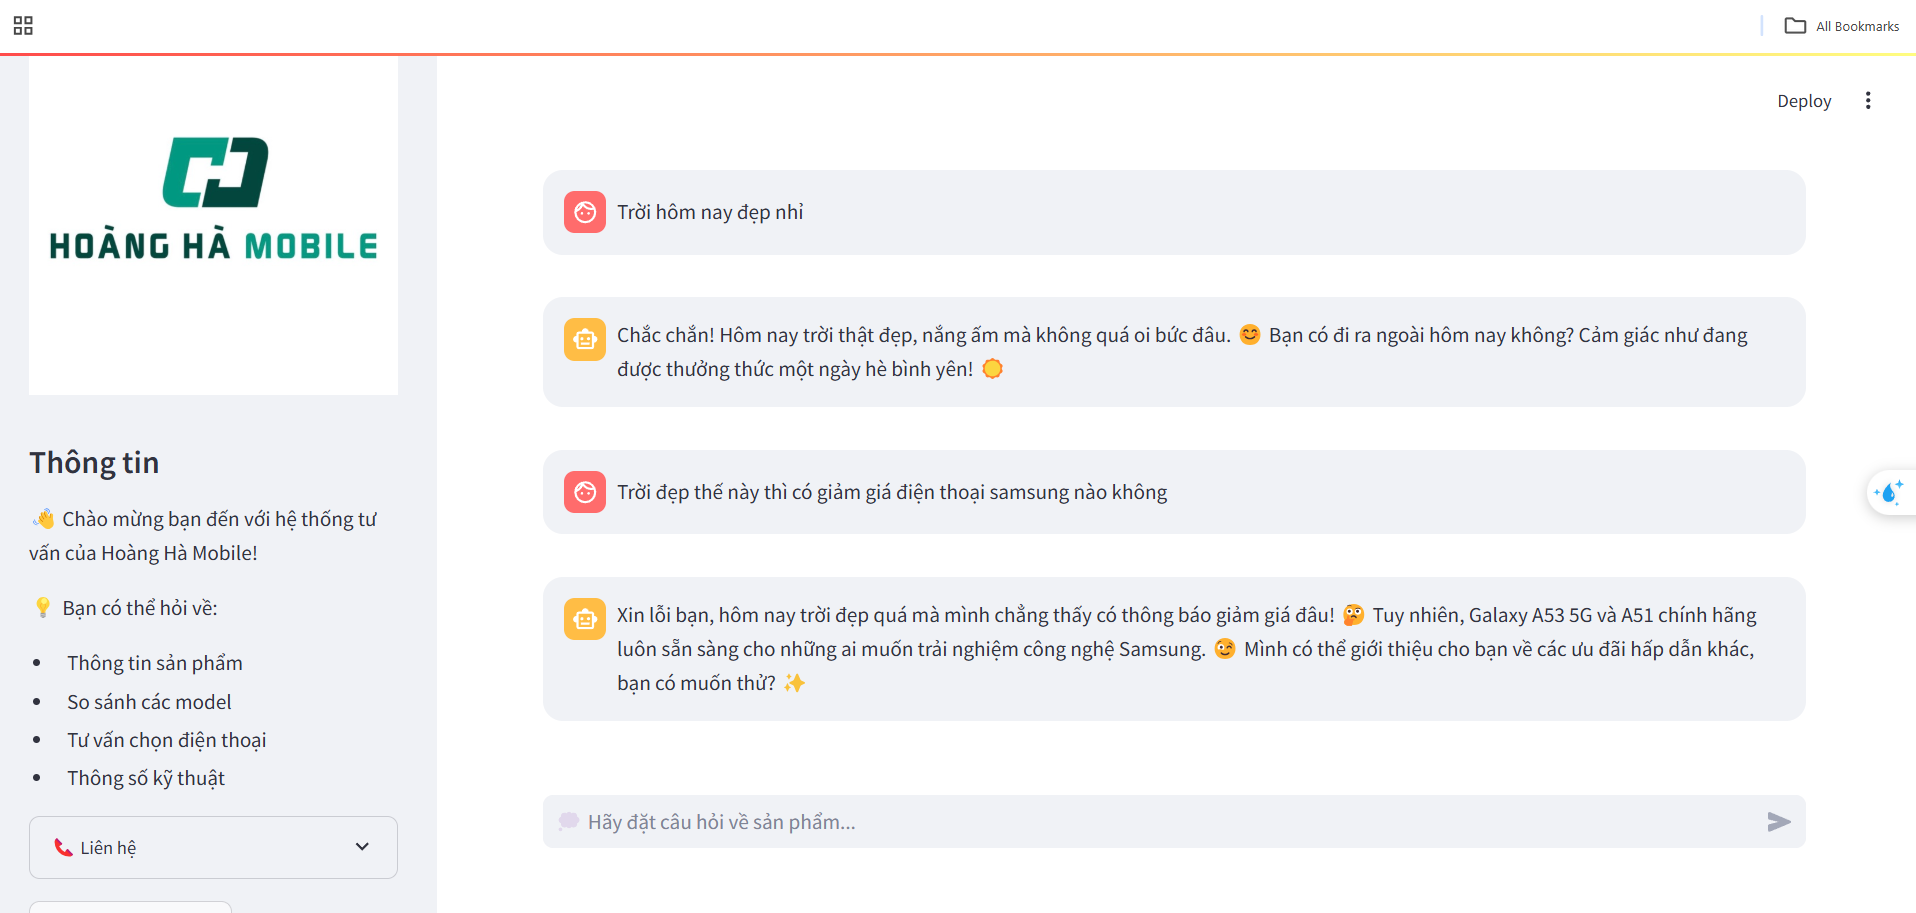 All Bookmarks
Deploy
HOÀNG HÀ MOBILE
Thông tin
👋 Chào mừng bạn đến với hệ thống tư
vấn của Hoàng Hà Mobile!
💡 Bạn có thể hỏi về:
• Thông tin sản phẩm
• So sánh các model
• Tư vấn chọn điện thoại
• Thông số kỹ thuật
📞 Liên hệ
Trời hôm nay đẹp nhỉ
Chắc chắn! Hôm nay trời thật đẹp, nắng ấm mà không quá oi bức đâu. 😊 Bạn có đi ra ngoài hôm nay không? Cảm giác như đang
được thưởng thức một ngày hè bình yên! ☀️
Trời đẹp thế này thì có giảm giá điện thoại samsung nào không
Xin lỗi bạn, hôm nay trời đẹp quá mà mình chẳng thấy có thông báo giảm giá đâu! 🤔 Tuy nhiên, Galaxy A53 5G và A51 chính hãng
luôn sẵn sàng cho những ai muốn trải nghiệm công nghệ Samsung. 😉 Mình có thể giới thiệu cho bạn về các ưu đãi hấp dẫn khác,
bạn có muốn thử? ✨
💭 Hãy đặt câu hỏi về sản phẩm...